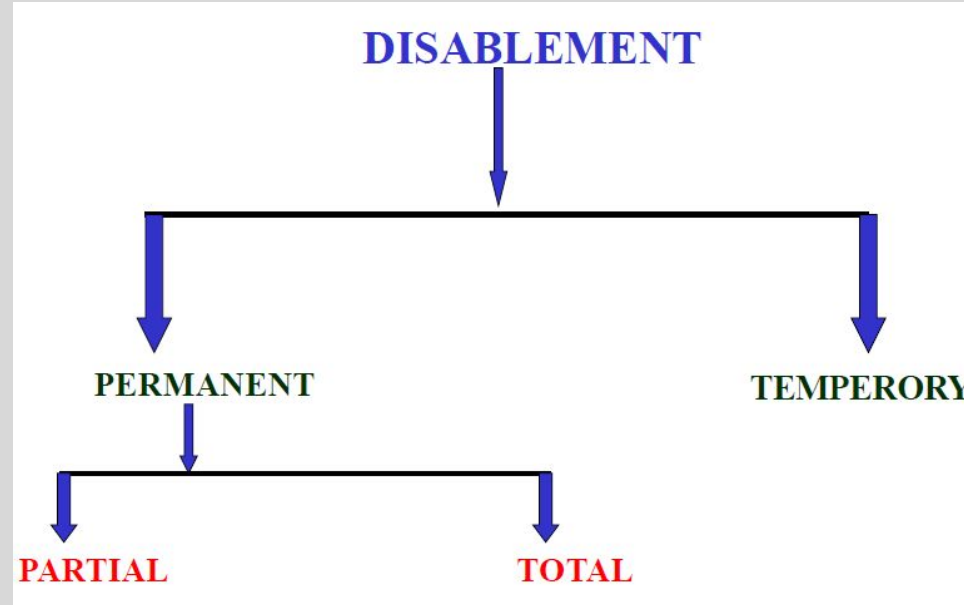 DISABLEMENT
PERMANENT
TEMPERORY
PARTIAL
TOTAL